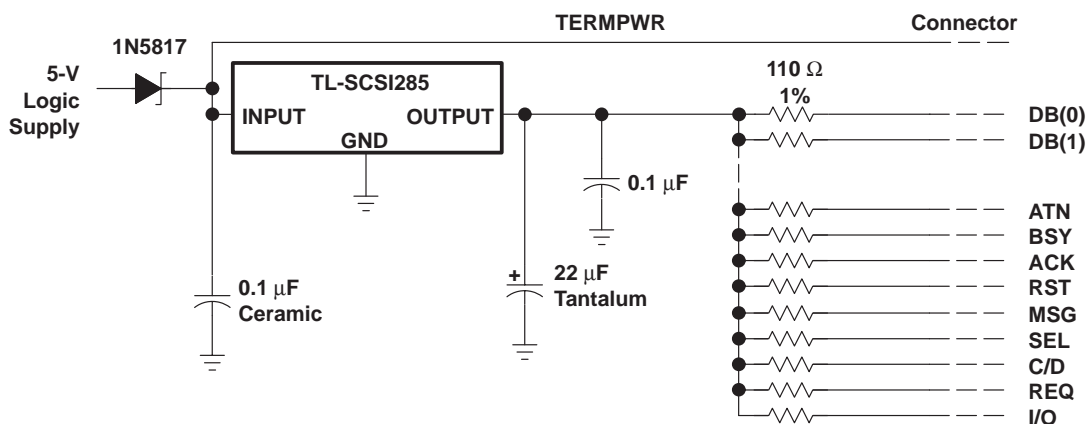 TERMPWR
Connector
1N5817
5-V
Logic
Supply
TL-SCSI285
INPUT
OUTPUT
GND
110 Ω
1%
DB(0)
DB(1)
0.1 μF
ATN
BSY
ACK
RST
MSG
SEL
C/D
REQ
I/O
0.1 μF
Ceramic
+
22 μF
Tantalum